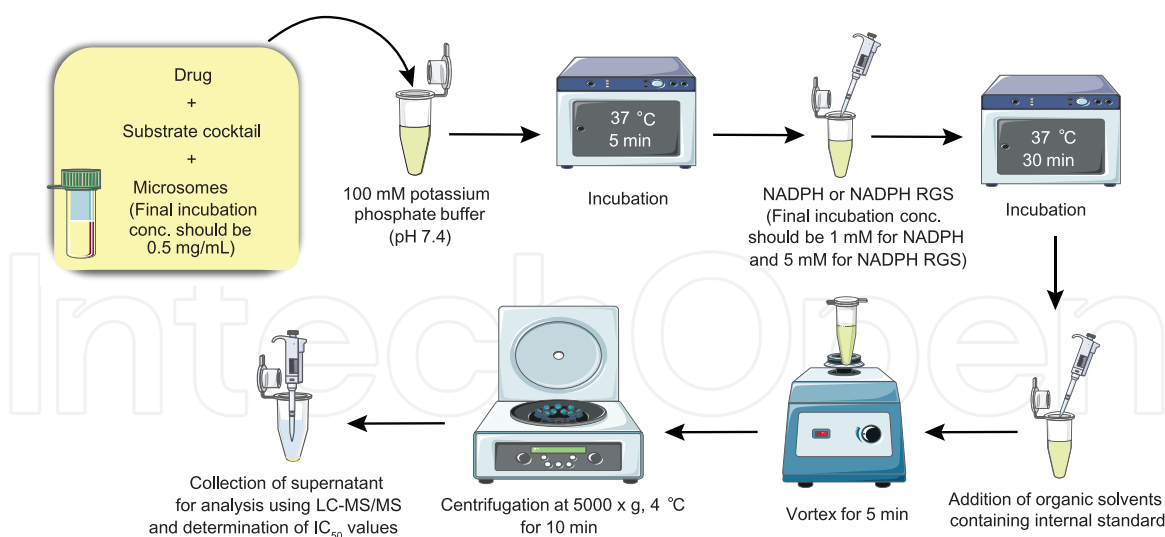 Drug
+
Substrate cocktail
+
Microsomes
(Final incubation
conc. should be
0.5 mg/mL)
100 mM potassium
phosphate buffer
(pH 7.4)
37 °C
5 min
Incubation
NADPH or NADPH RGS
(Final incubation conc.
should be 1 mM for NADPH
and 5 mM for NADPH RGS)
37 °C
30 min
Incubation
Addition of organic solvents
containing internal standard
Vortex for 5 min
Centrifugation at 5000 x g, 4 °C
for 10 min
Collection of supernatant
for analysis using LC-MS/MS
and determination of IC50 values
IntechOpen